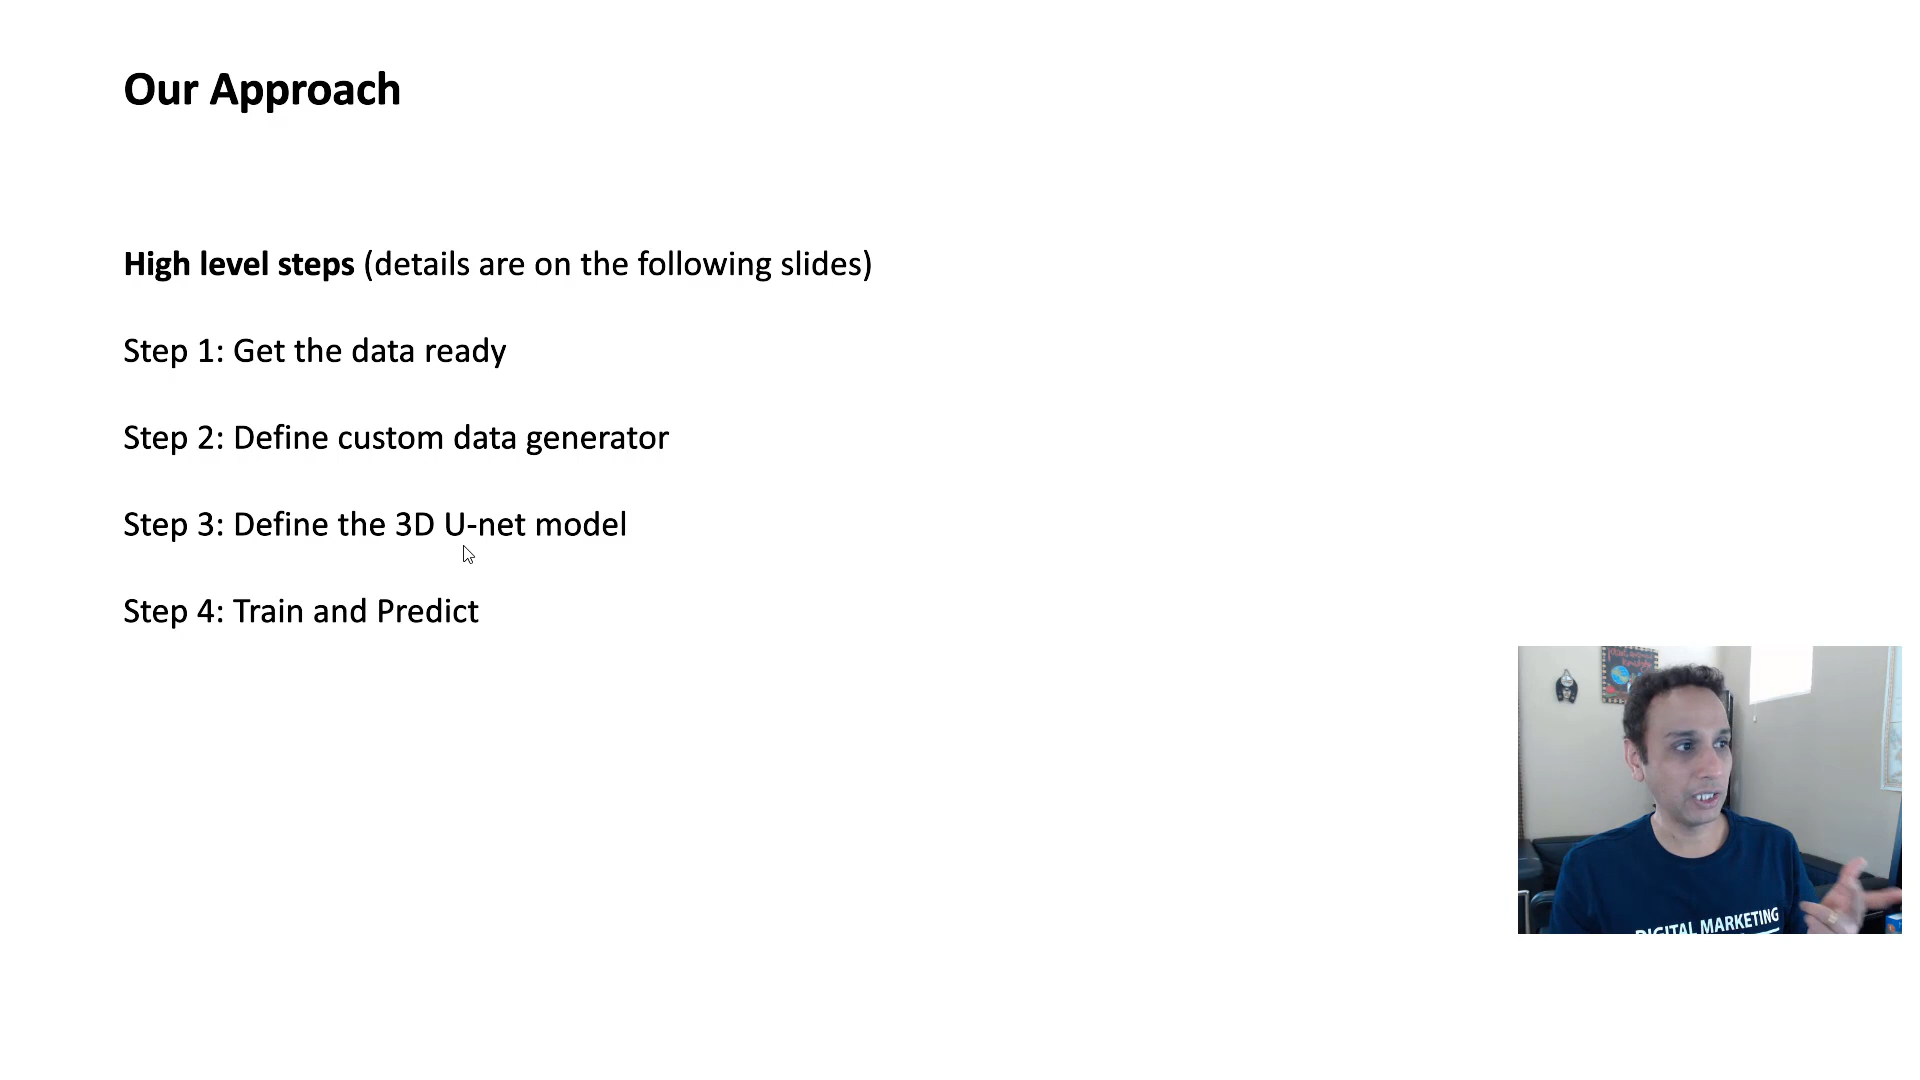 Our Approach
High level steps (details are on the following slides)
Step 1: Get the data ready
Step 2: Define custom data generator
Step 3: Define the 3D U-net model
Step 4: Train and Predict
DIGITAL MARKETING